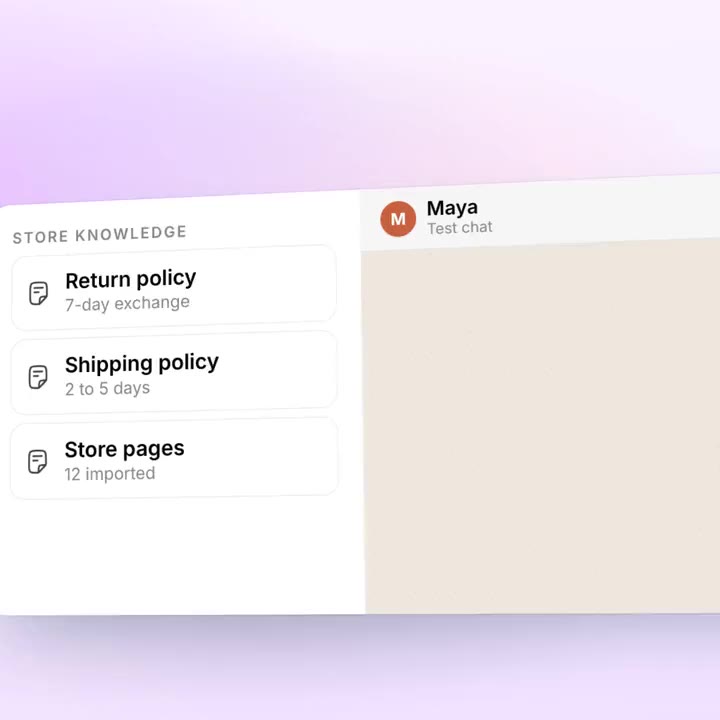 STORE KNOWLEDGE
Return policy
7-day exchange
Shipping policy
2 to 5 days
Store pages
12 imported
M
Maya
Test chat